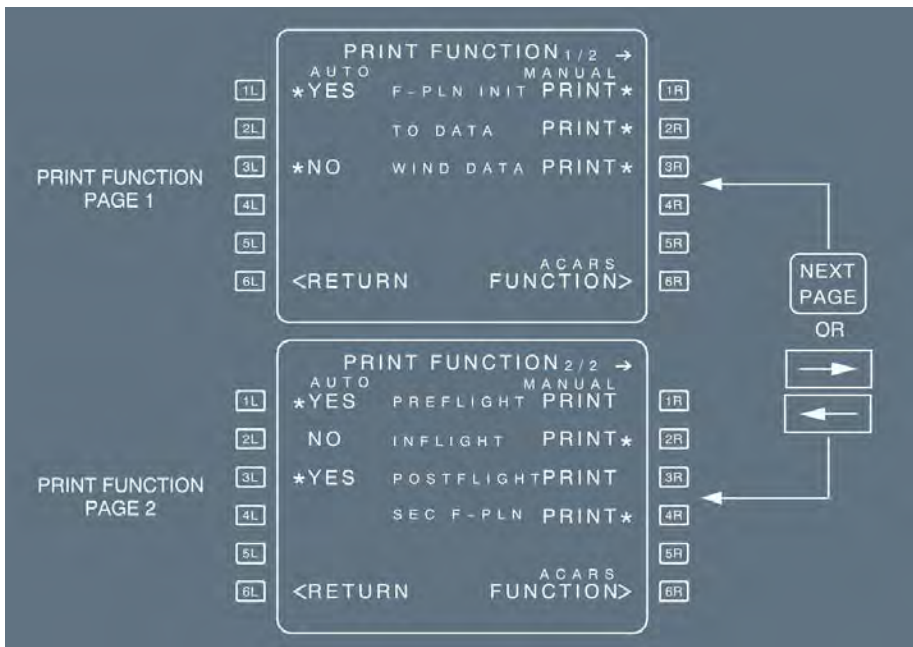 PRINT FUNCTION 1/2 →
AUTO MANUAL
1L *YES F-PLN INIT PRINT* 1R
2L TO DATA PRINT* 2R
3L *NO WIND DATA PRINT* 3R
PRINT FUNCTION
PAGE 1
4L 4R
5L 5R
ACARS
6L <RETURN FUNCTION> 6R
NEXT
PAGE
OR
→
←
PRINT FUNCTION 2/2 →
AUTO MANUAL
1L *YES PREFLIGHT PRINT 1R
2L NO INFLIGHT PRINT* 2R
3L *YES POSTFLIGHT PRINT 3R
PRINT FUNCTION
PAGE 2
4L SEC F-PLN PRINT* 4R
5L 5R
ACARS
6L <RETURN FUNCTION> 6R